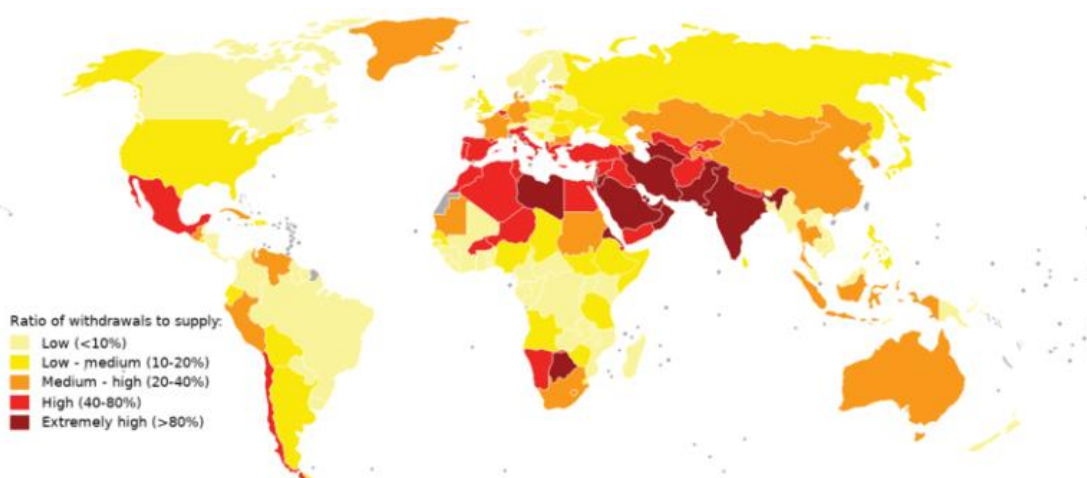 Ratio of withdrawals to supply:
Low (<10%)
Low - medium (10-20%)
Medium - high (20-40%)
High (40-80%)
Extremely high (>80%)